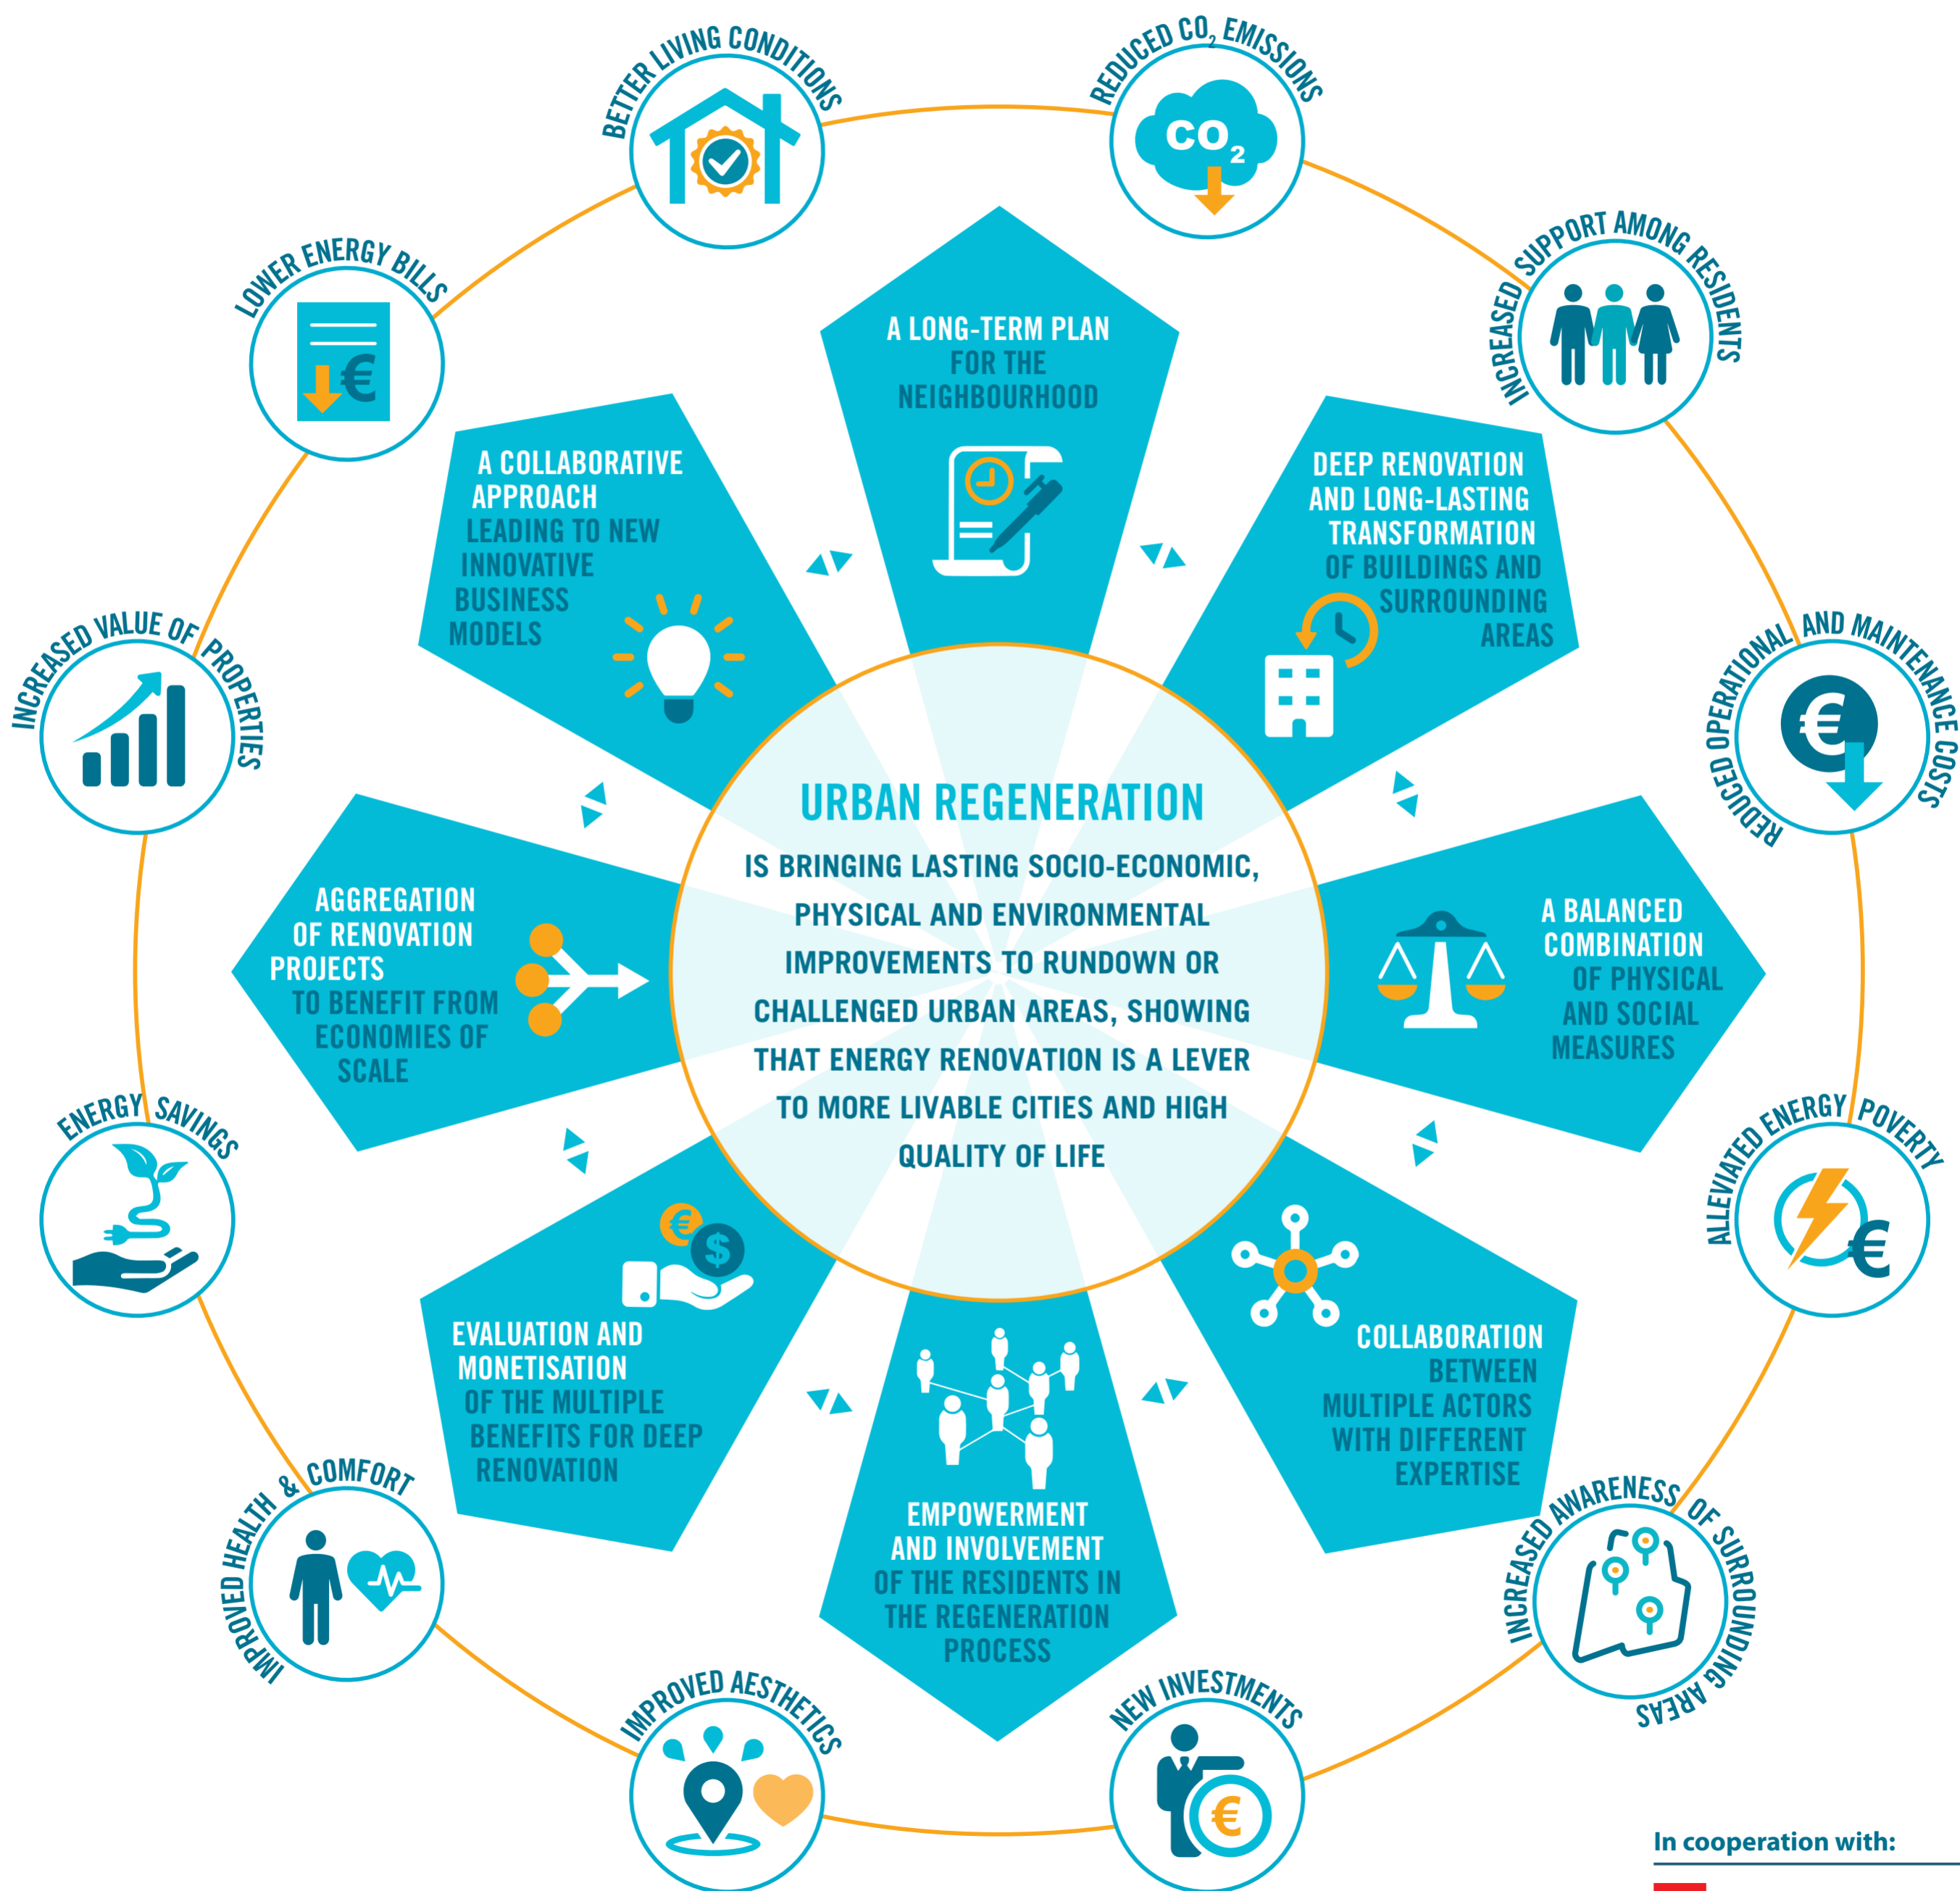 BETTER LIVING CONDITIONS
REDUCED CO2 EMISSIONS
CO2
INCREASED SUPPORT AMONG RESIDENTS
REDUCED OPERATIONAL AND MAINTENANCE COSTS
€
ALLEVIATED ENERGY POVERTY
€
INCREASED AWARENESS OF SURROUNDING AREAS
NEW INVESTMENTS
€
IMPROVED AESTHETICS
IMPROVED HEALTH & COMFORT
ENERGY SAVINGS
INCREASED VALUE OF PROPERTIES
LOWER ENERGY BILLS
€
A LONG-TERM PLAN
FOR THE
NEIGHBOURHOOD
DEEP RENOVATION
AND LONG-LASTING
TRANSFORMATION
OF BUILDINGS AND
SURROUNDING
AREAS
A BALANCED
COMBINATION
OF PHYSICAL
AND SOCIAL
MEASURES
COLLABORATION
BETWEEN
MULTIPLE ACTORS
WITH DIFFERENT
EXPERTISE
EMPOWERMENT
AND INVOLVEMENT
OF THE RESIDENTS IN
THE REGENERATION
PROCESS
€
$
EVALUATION AND
MONETISATION
OF THE MULTIPLE
BENEFITS FOR DEEP
RENOVATION
AGGREGATION
OF RENOVATION
PROJECTS
TO BENEFIT FROM
ECONOMIES OF
SCALE
A COLLABORATIVE
APPROACH
LEADING TO NEW
INNOVATIVE
BUSINESS
MODELS
URBAN REGENERATION
IS BRINGING LASTING SOCIO-ECONOMIC,
PHYSICAL AND ENVIRONMENTAL
IMPROVEMENTS TO RUNDOWN OR
CHALLENGED URBAN AREAS, SHOWING
THAT ENERGY RENOVATION IS A LEVER
TO MORE LIVABLE CITIES AND HIGH
QUALITY OF LIFE
In cooperation with: